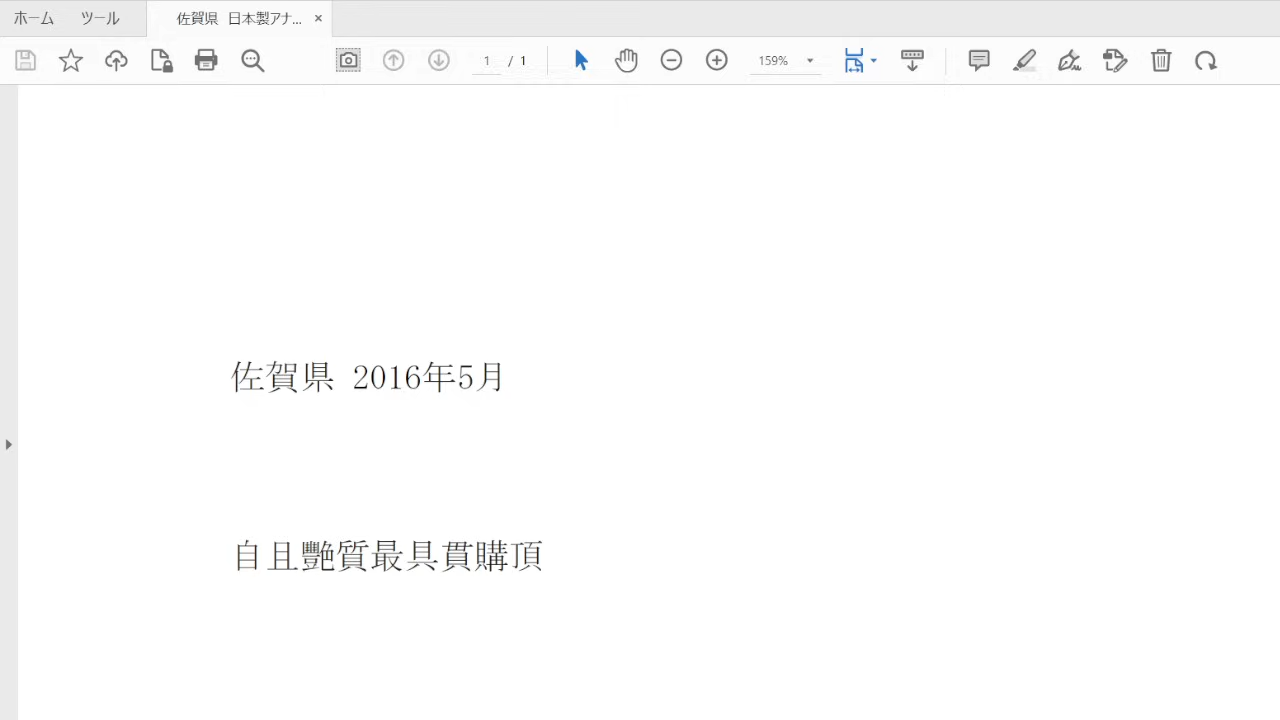 ホーム ツール 佐賀県 日本製アナ... ×
1 / 1 159%
佐賀県 2016年5月
自且艷質最具貫購頂